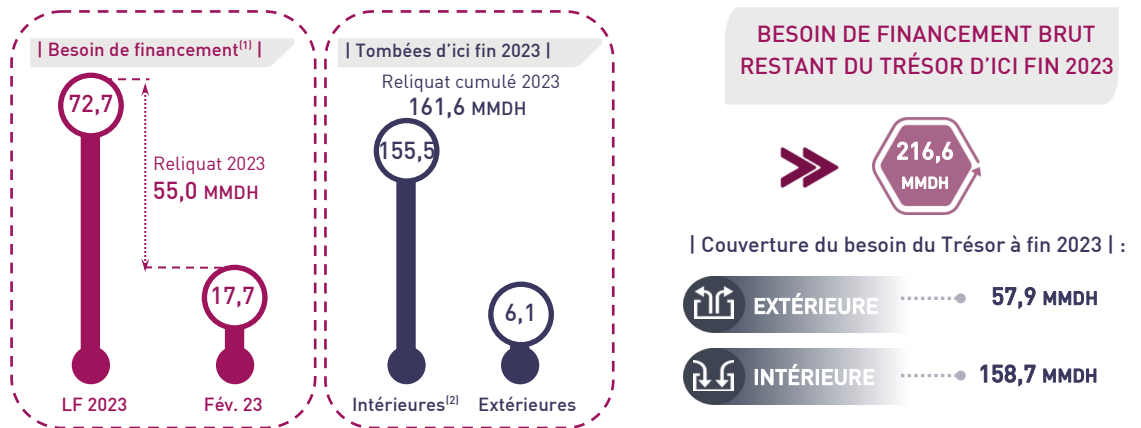 | Besoin de financement(1) |
72,7
Reliquat 2023
55,0 MMDH
17,7
LF 2023
Fév. 23
| Tombées d'ici fin 2023 |
Reliquat cumulé 2023
161,6 MMDH
155,5
6,1
Intérieures(2)
Extérieures
BESOIN DE FINANCEMENT BRUT
RESTANT DU TRÉSOR D'ICI FIN 2023
216,6
MMDH
| Couverture du besoin du Trésor à fin 2023 | :
EXTÉRIEURE 57,9 MMDH
INTÉRIEURE 158,7 MMDH